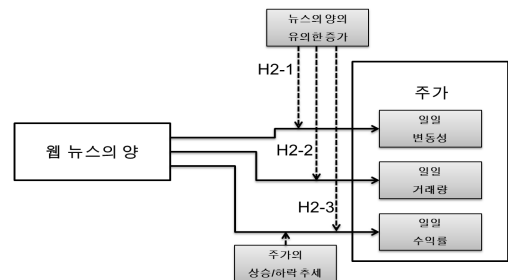 뉴스의 양의
유의한 증가
H2-1
주가
일일
변동성
웹 뉴스의 양
H2-2
일일
거래량
H2-3
일일
수익률
주가의
상승/하락 추세